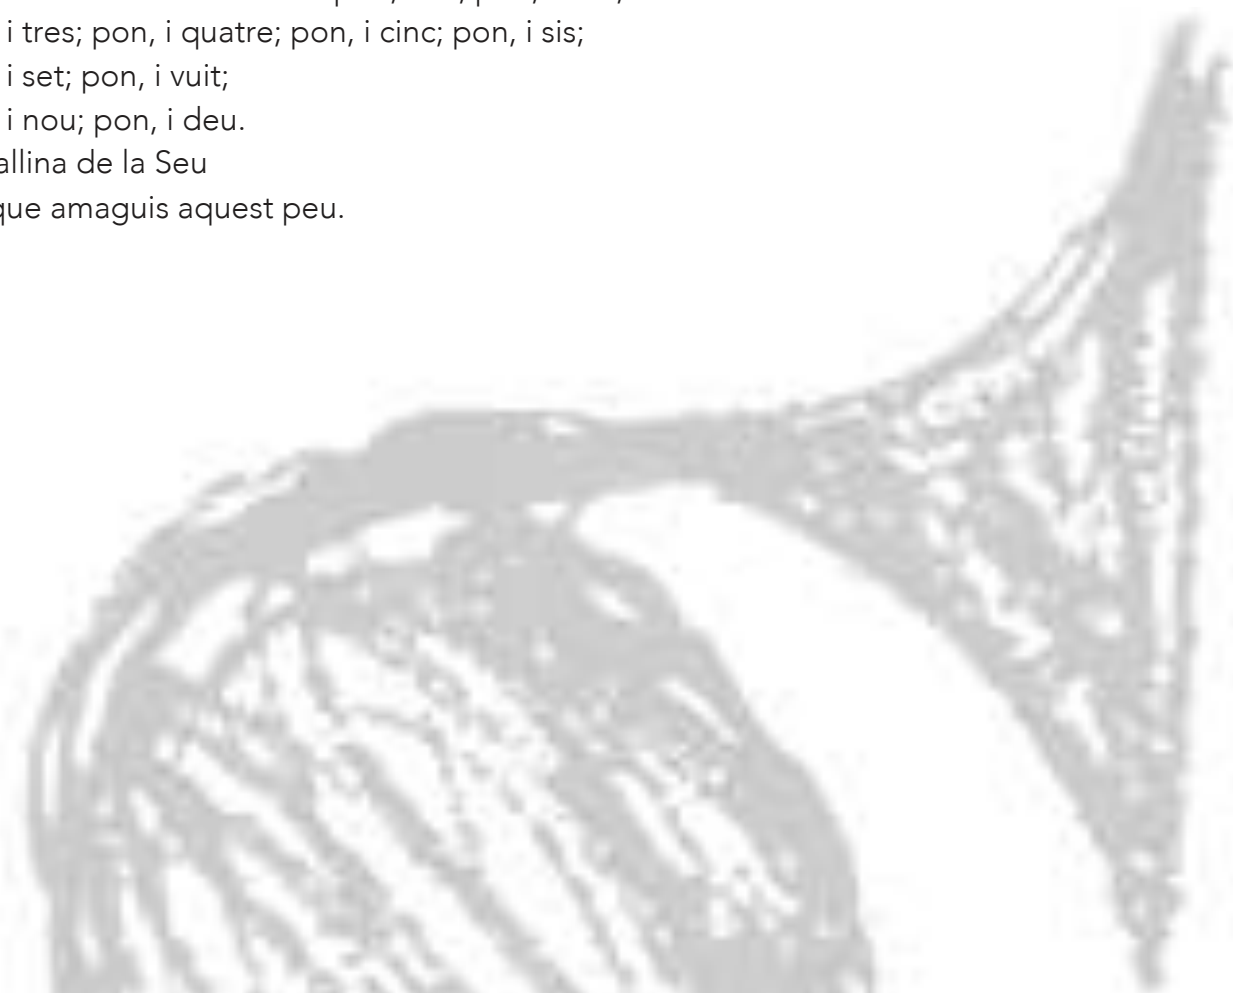 i tres; pon, i quatre; pon, i cinc; pon, i sis;
i set; pon, i vuit;
i nou; pon, i deu.
allina de la Seu
que amaguis aquest peu.